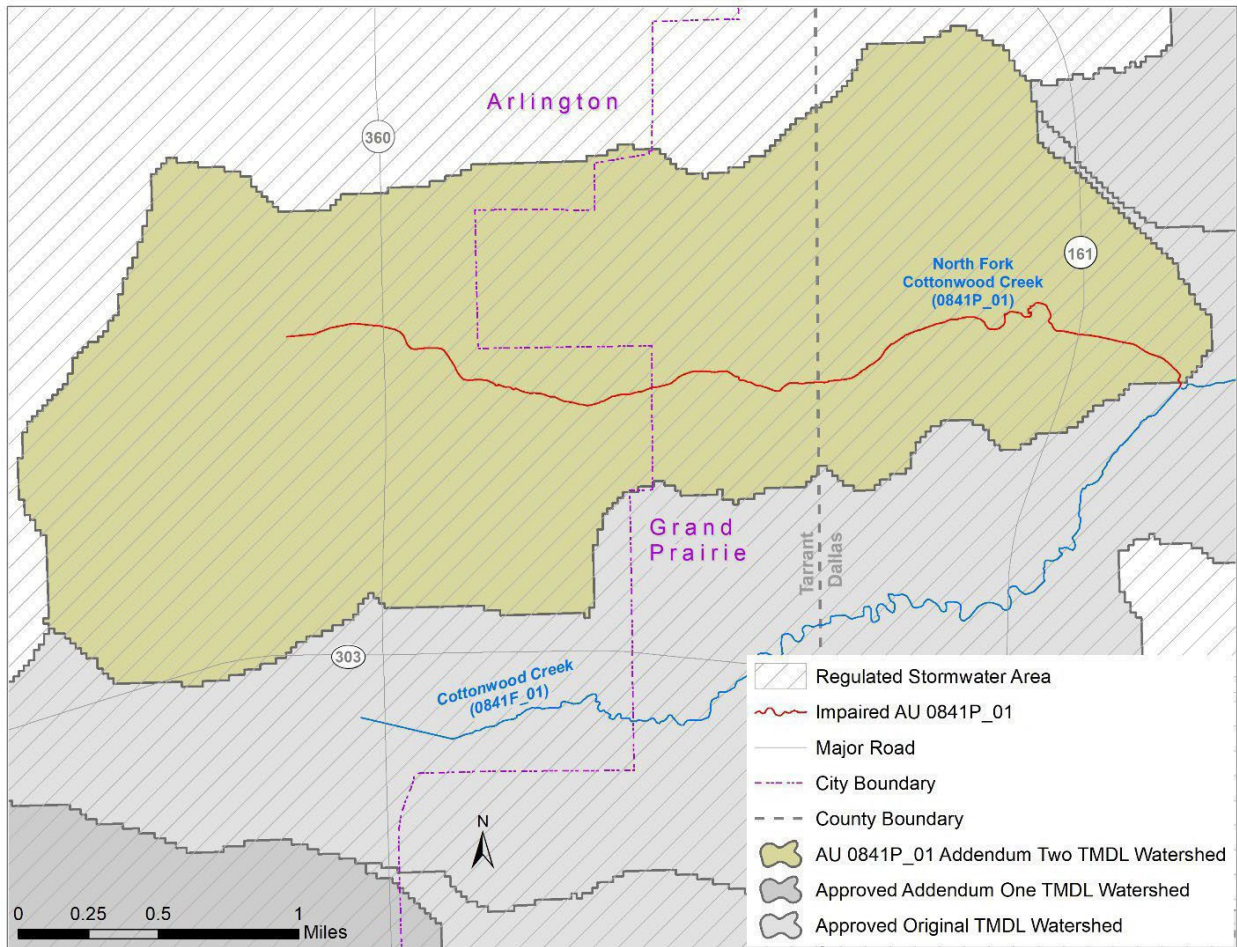 Arlington
360
North Fork
Cottonwood Creek
(0841P_01)
161
Grand
Prairie
Tarrant
Dallas
303
Cottonwood Creek
(0841F_01)
N
0 0.25 0.5 1
Miles
Regulated Stormwater Area
Impaired AU 0841P_01
Major Road
City Boundary
County Boundary
AU 0841P_01 Addendum Two TMDL Watershed
Approved Addendum One TMDL Watershed
Approved Original TMDL Watershed